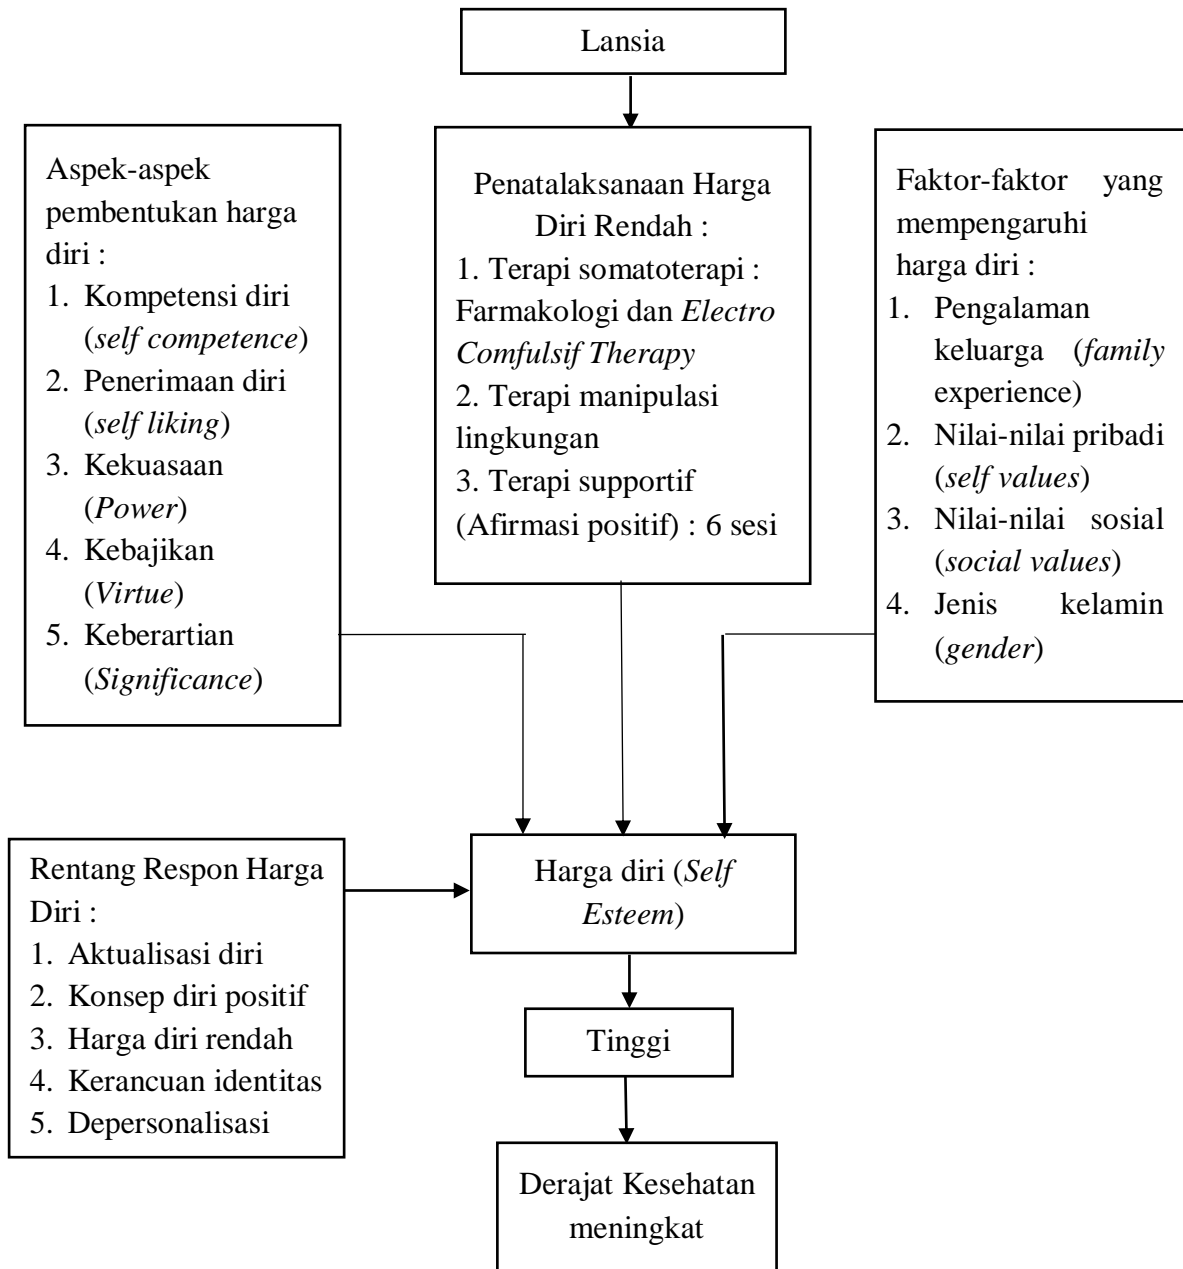 Lansia
Aspek-aspek
pembentukan harga
diri :
1. Kompetensi diri
(self competence)
2. Penerimaan diri
(self liking)
3. Kekuasaan
(Power)
4. Kebajikan
(Virtue)
5. Keberartian
(Significance)
Penatalaksanaan Harga
Diri Rendah :
1. Terapi somatoterapi :
Farmakologi dan Electro
Comfulsif Therapy
2. Terapi manipulasi
lingkungan
3. Terapi supportif
(Afirmasi positif) : 6 sesi
Faktor-faktor yang
mempengaruhi
harga diri :
1. Pengalaman
keluarga (family
experience)
2. Nilai-nilai pribadi
(self values)
3. Nilai-nilai sosial
(social values)
4. Jenis kelamin
(gender)
Rentang Respon Harga
Diri :
1. Aktualisasi diri
2. Konsep diri positif
3. Harga diri rendah
4. Kerancuan identitas
5. Depersonalisasi
Harga diri (Self
Esteem)
Tinggi
Derajat Kesehatan
meningkat